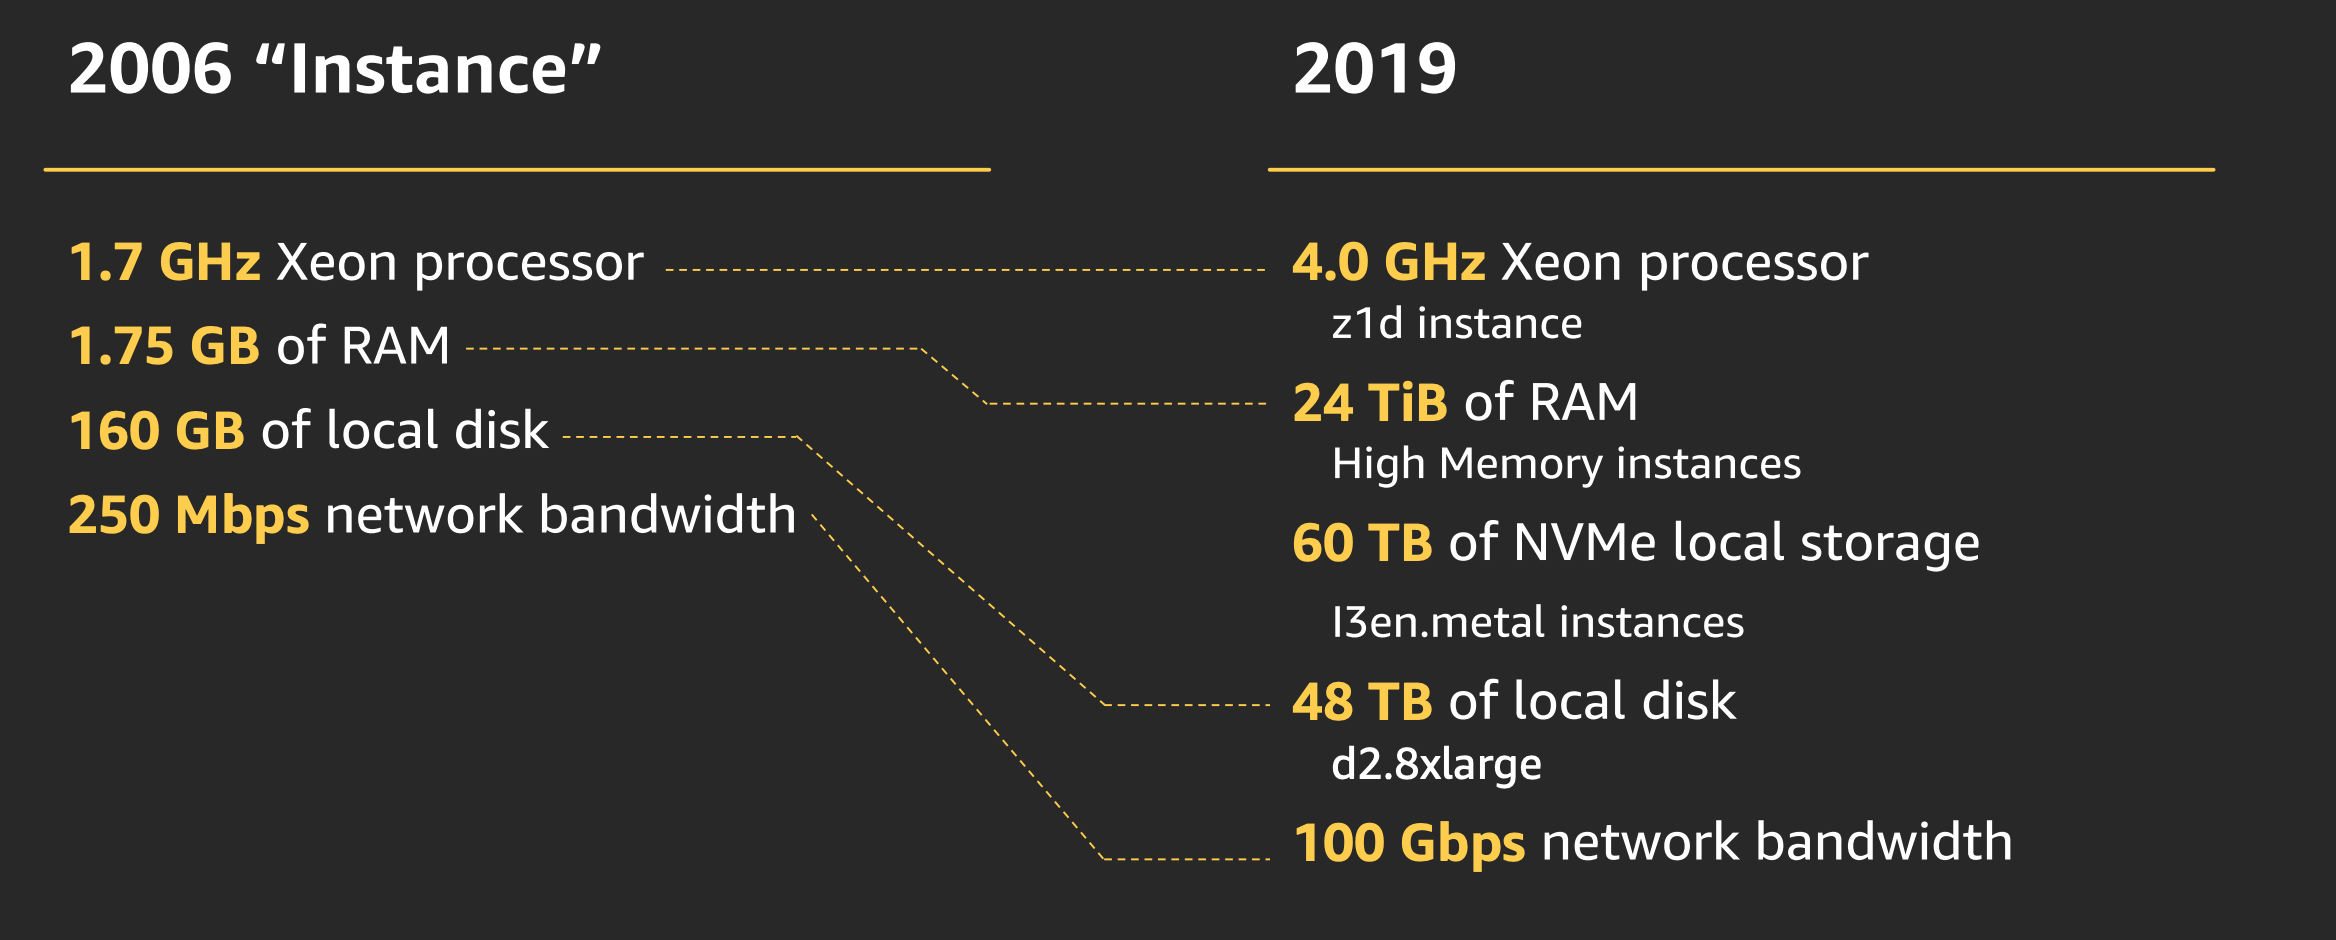 2006 “Instance”
1.7 GHz Xeon processor
1.75 GB of RAM
160 GB of local disk
250 Mbps network bandwidth
2019
4.0 GHz Xeon processor
z1d instance
24 TiB of RAM
High Memory instances
60 TB of NVMe local storage
I3en.metal instances
48 TB of local disk
d2.8xlarge
100 Gbps network bandwidth